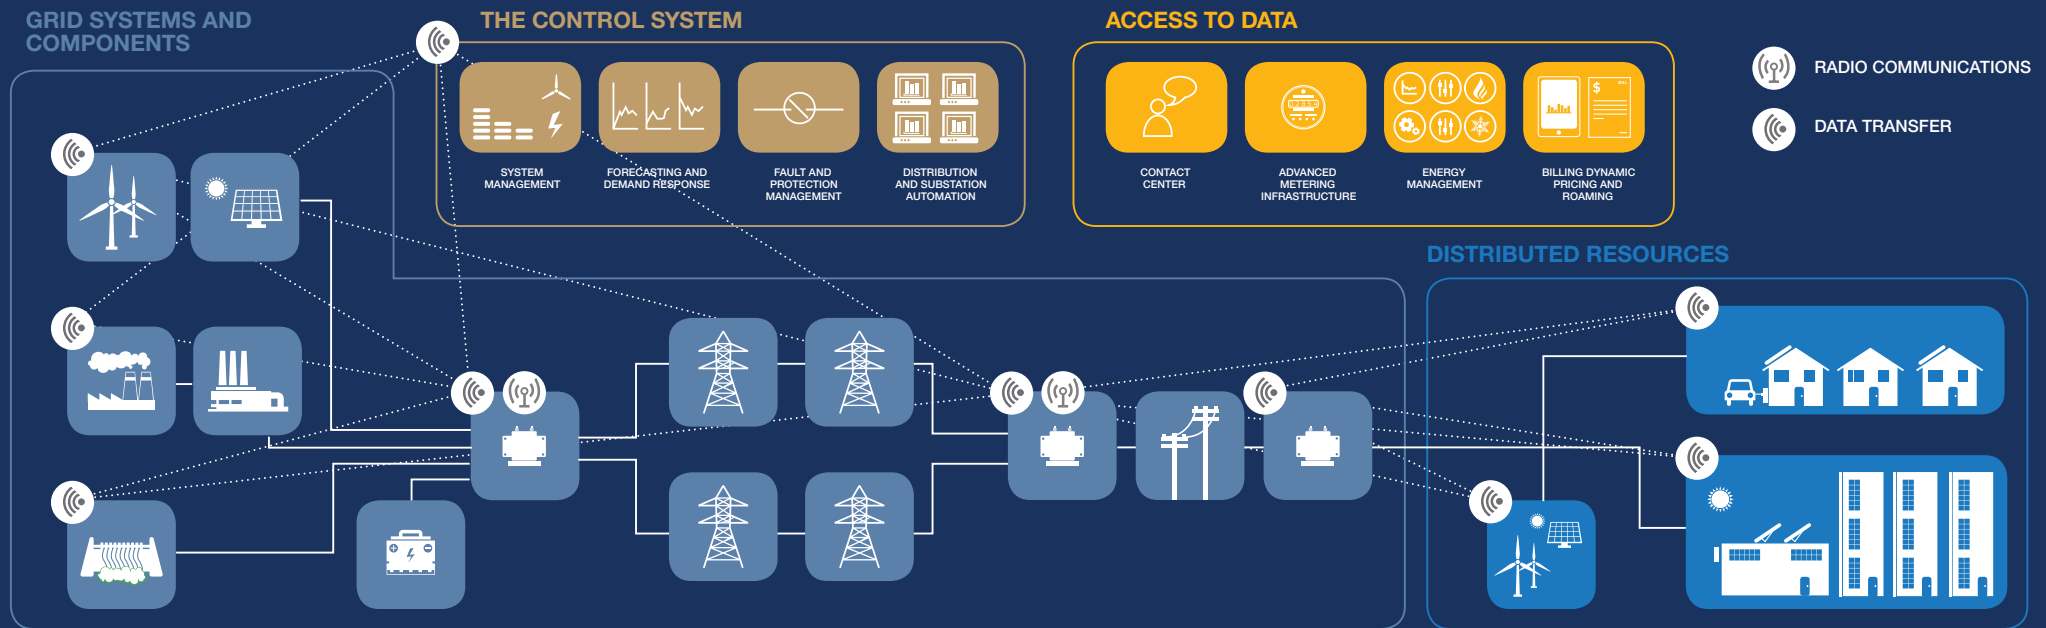 GRID SYSTEMS AND
COMPONENTS
THE CONTROL SYSTEM
SYSTEM
MANAGEMENT
FORECASTING AND
DEMAND RESPONSE
FAULT AND
PROTECTION
MANAGEMENT
DISTRIBUTION
AND SUBSTATION
AUTOMATION
ACCESS TO DATA
$
CONTACT
CENTER
ADVANCED
METERING
INFRASTRUCTURE
ENERGY
MANAGEMENT
BILLING DYNAMIC
PRICING AND
ROAMING
RADIO COMMUNICATIONS
DATA TRANSFER
DISTRIBUTED RESOURCES